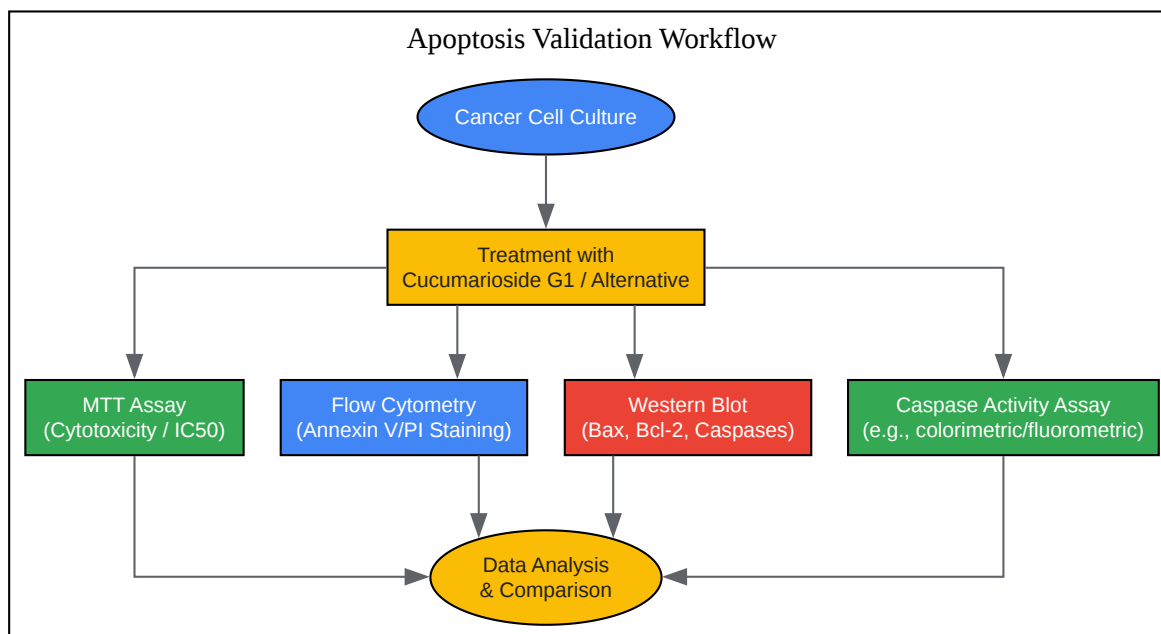 Apoptosis Validation Workflow
Cancer Cell Culture
Treatment with
Cucumarioside G1 / Alternative
MTT Assay
(Cytotoxicity / IC50)
Flow Cytometry
(Annexin V/PI Staining)
Western Blot
(Bax, Bcl-2, Caspases)
Caspase Activity Assay
(e.g., colorimetric/fluorometric)
Data Analysis
& Comparison